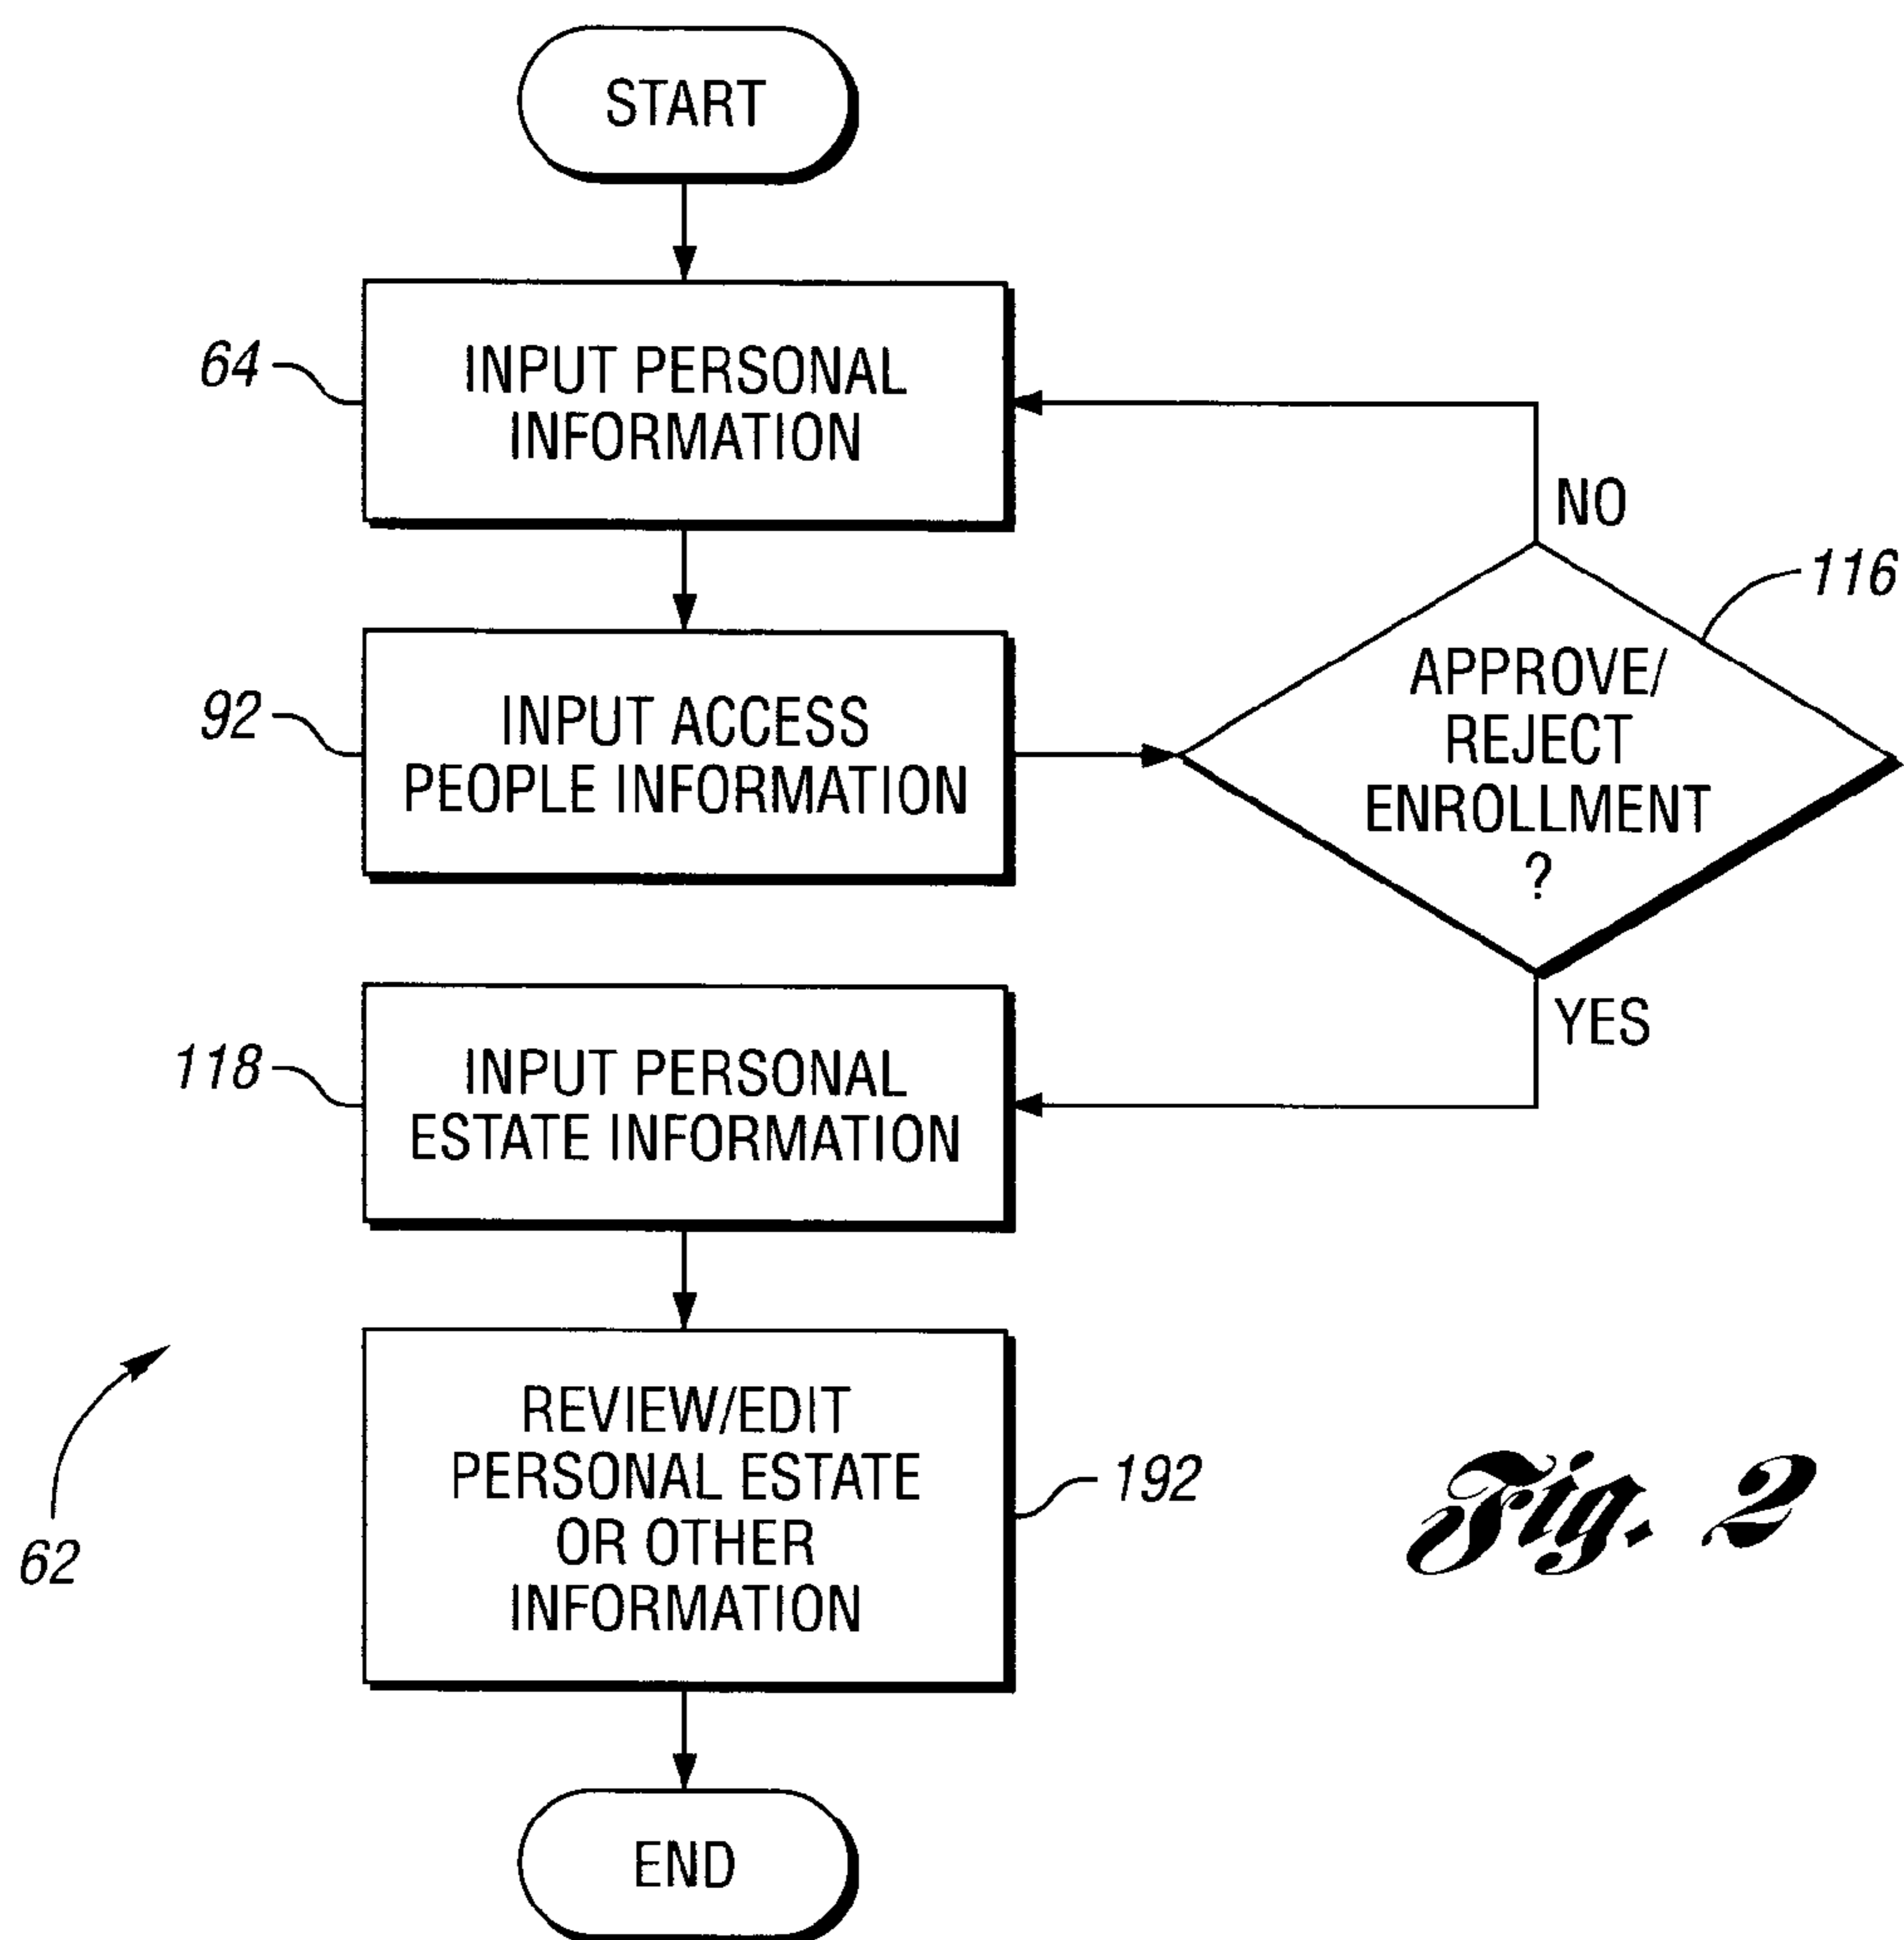 START
64
INPUT PERSONAL
INFORMATION
NO
116
92
INPUT ACCESS
PEOPLE INFORMATION
APPROVE/
REJECT
ENROLLMENT
?
YES
118
INPUT PERSONAL
ESTATE INFORMATION
REVIEW/EDIT
PERSONAL ESTATE
OR OTHER
INFORMATION
192
62
Fig. 2
END